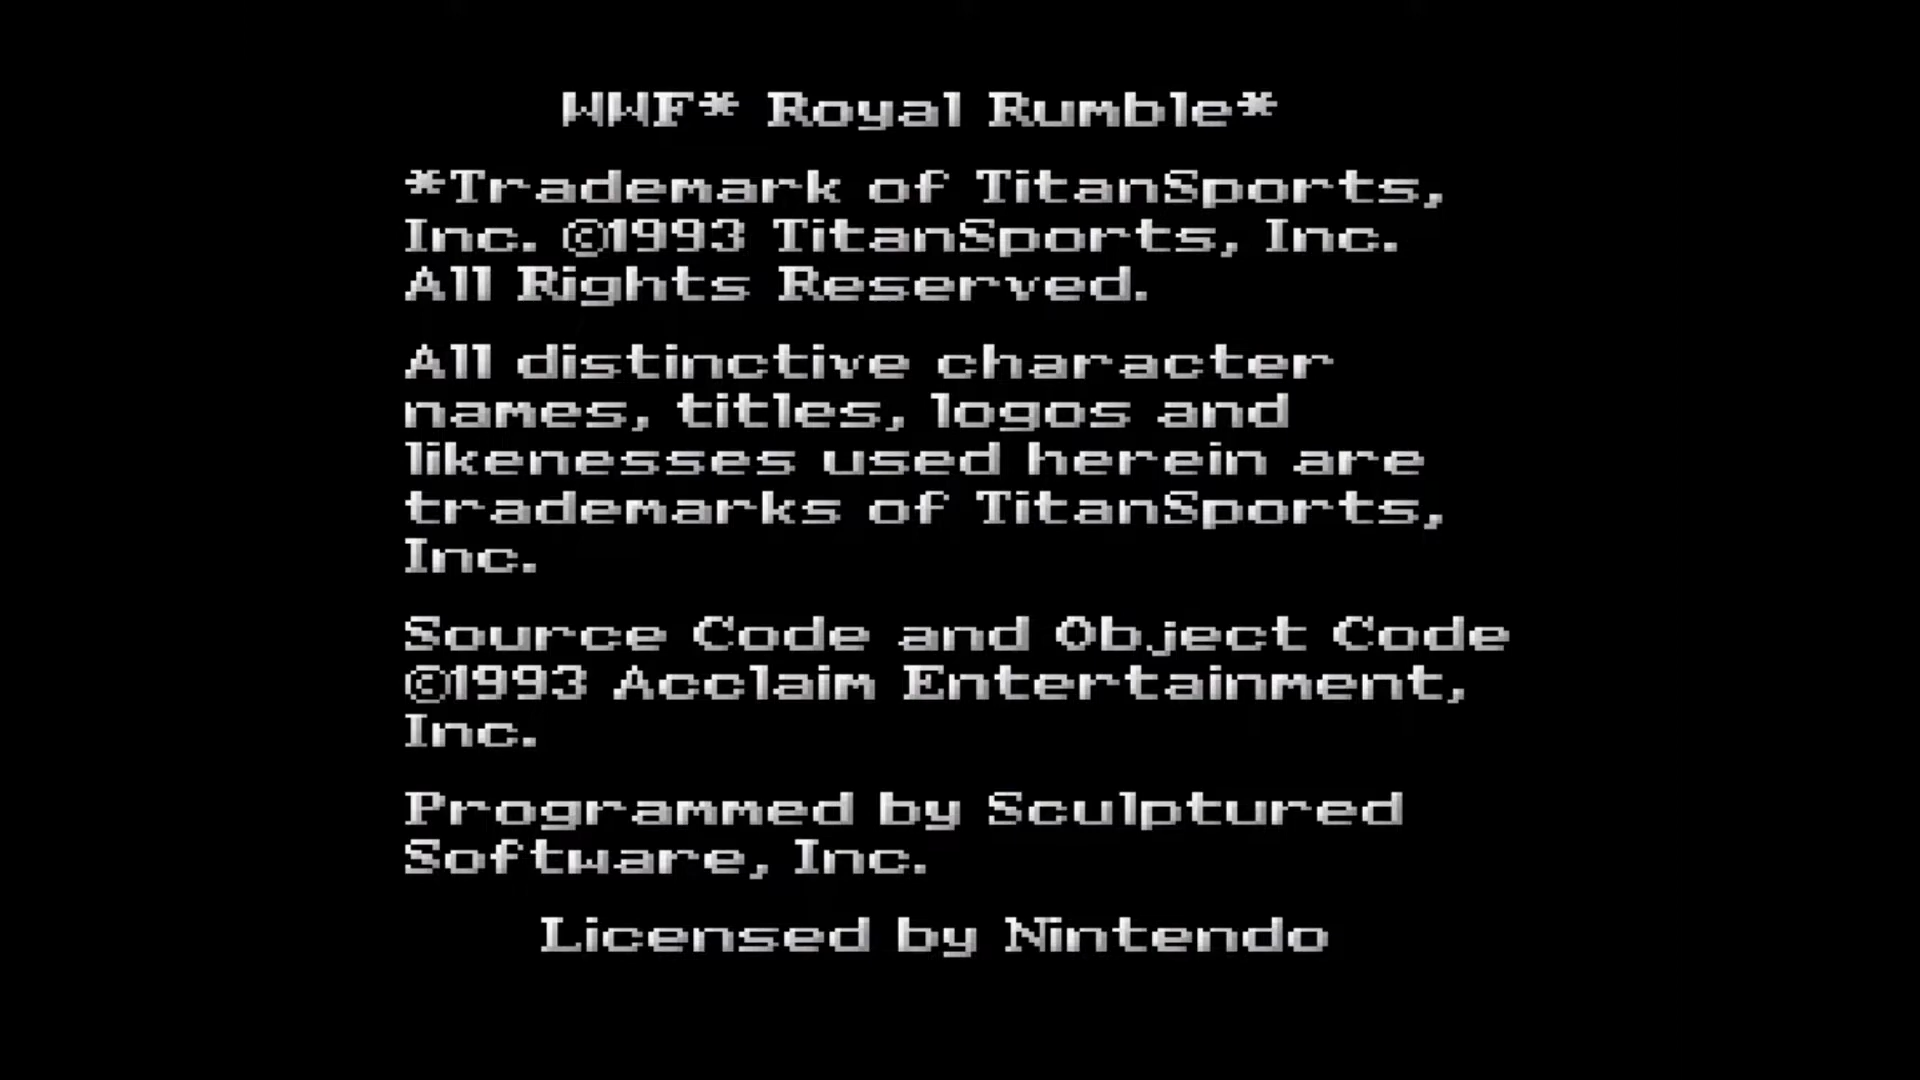 WWF* Royal Rumble*
*Trademark of TitanSports,
Inc. ©1993 TitanSports, Inc.
All Rights Reserved.
All distinctive character
names, titles, logos and
likenesses used herein are
trademarks of TitanSports,
Inc.
Source Code and Object Code
©1993 Acclaim Entertainment,
Inc.
Programmed by Sculptured
Software, Inc.
Licensed by Nintendo